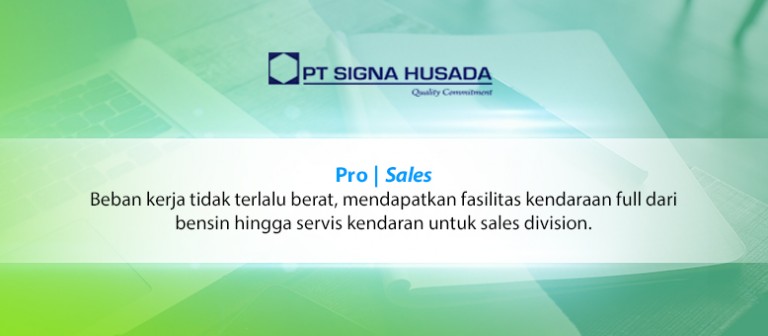 PT SIGNA HUSADA
Quality Commitment
Pro | Sales
Beban kerja tidak terlalu berat, mendapatkan fasilitas kendaraan full dari
bensin hingga servis kendaran untuk sales division.